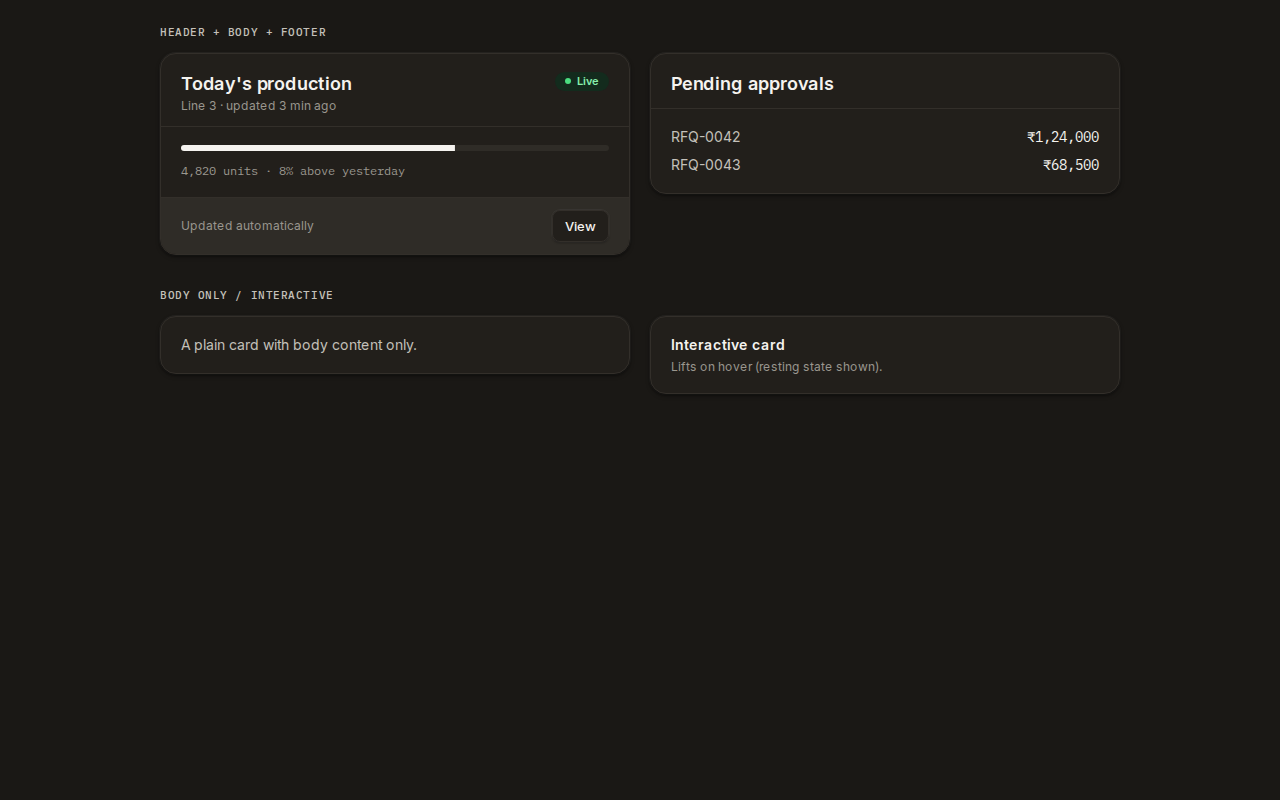 HEADER + BODY + FOOTER
Today's production
Live
Line 3 · updated 3 min ago
4,820 units · 8% above yesterday
Updated automatically
View
Pending approvals
RFQ-0042 ₹1,24,000
RFQ-0043 ₹68,500
BODY ONLY / INTERACTIVE
A plain card with body content only.
Interactive card
Lifts on hover (resting state shown).